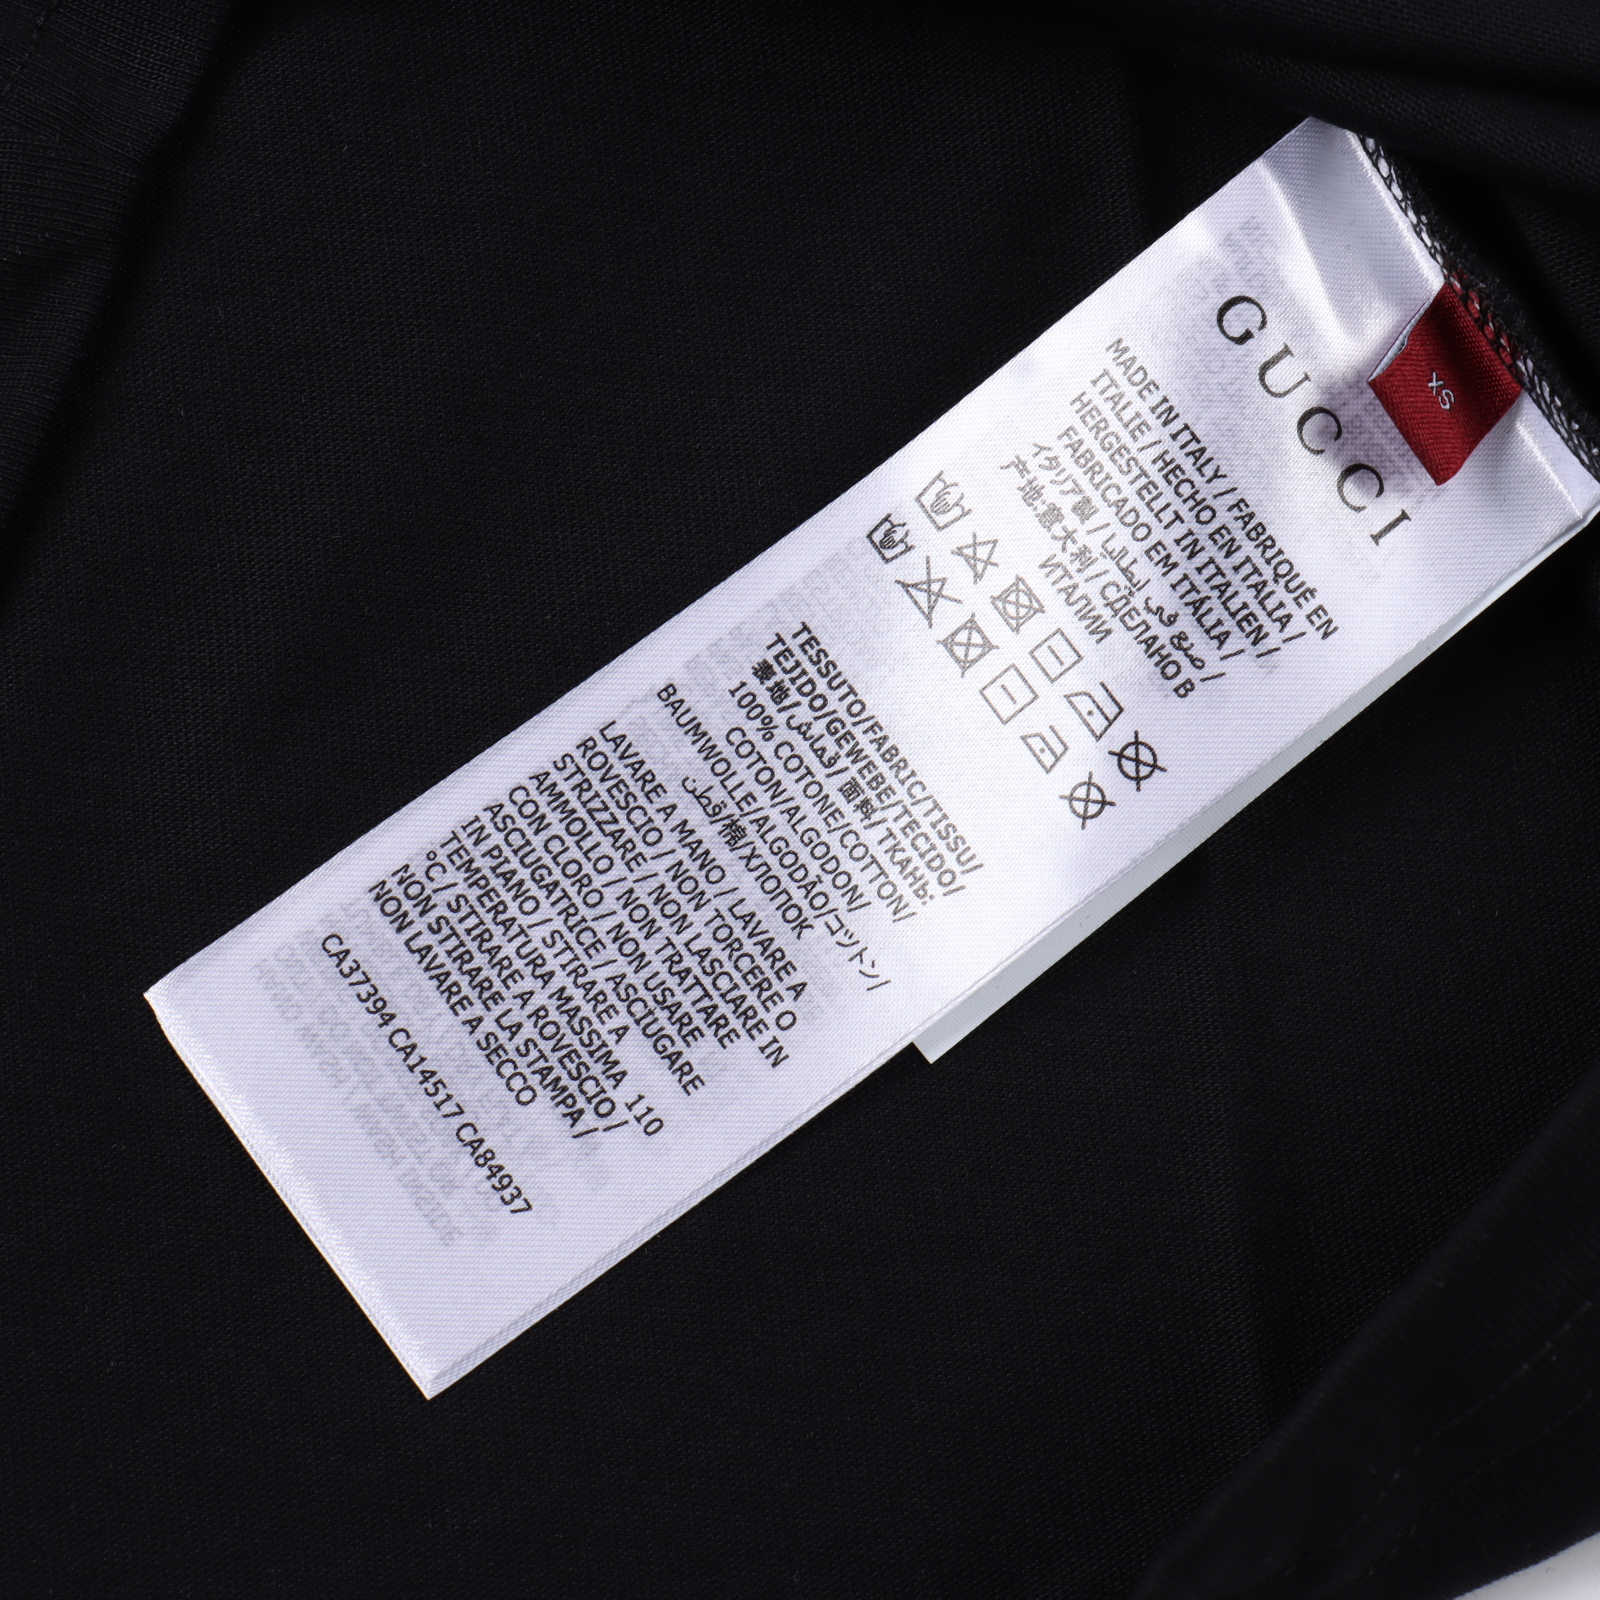 GUCCI
XS
MADE IN ITALY / FABRIQUÉ EN
ITALIE / HECHO EN ITALIA /
HERGESTELLT IN ITALIEN /
FABRICADO EM ITÁLIA /
イタリア製 / صنع في إيطاليا /
产地:意大利 / СДЕЛАНО В
ИТАЛИИ
TESSUTO/FABRIC/TISSU/
TEJIDO/GEWEBE/TECIDO/
表地/قماش/面料/ТКАНЬ:
100% COTONE/COTTON/
COTON/ALGODON/
BAUMWOLLE/ALGODÃO/コットン/
قطن/棉/ХЛОПОК
LAVARE A MANO / LAVARE A
ROVESCIO / NON TORCERE O
STRIZZARE / NON LASCIARE IN
AMMOLLO / NON TRATTARE
CON CLORO / NON USARE
ASCIUGATRICE / ASCIUGARE
IN PIANO / STIRARE A
TEMPERATURA MASSIMA 110
°C / STIRARE A ROVESCIO /
NON STIRARE LA STAMPA /
NON LAVARE A SECCO
CA37394 CA14517 CA84937